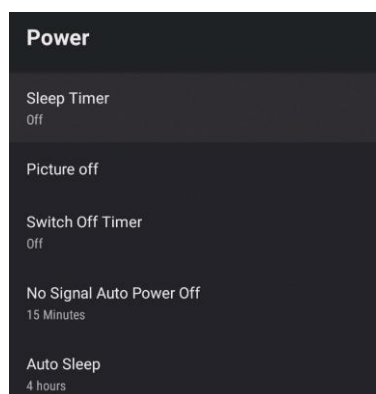 Power
Sleep Timer
Off
Picture off
Switch Off Timer
Off
No Signal Auto Power Off
15 Minutes
Auto Sleep
4 hours